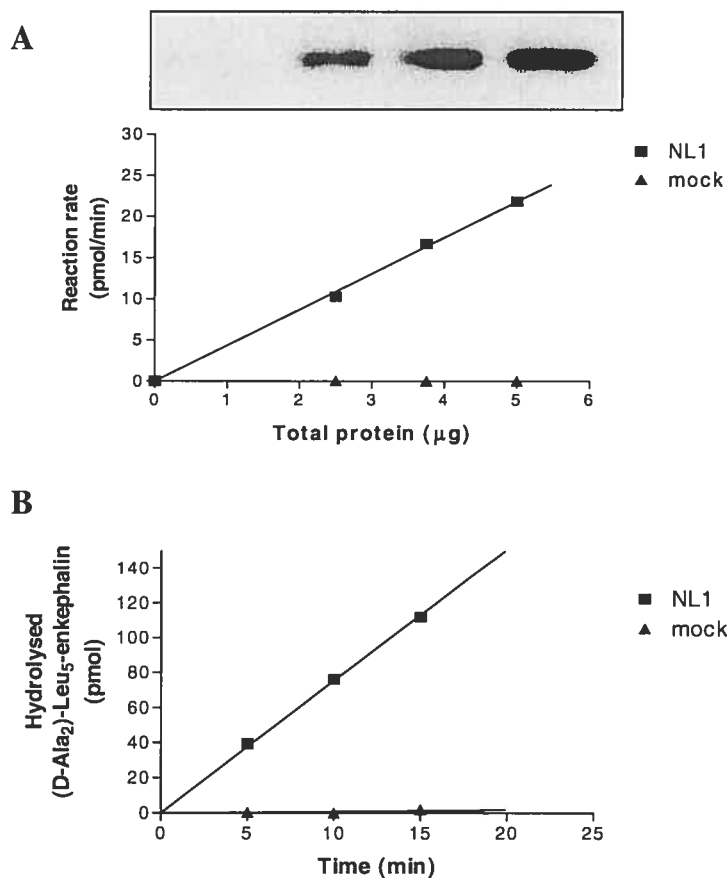 A
30
25
20
15
10
5
0
Reaction rate
(pmol/min)
NL1
mock
0 1 2 3 4 5 6
Total protein (μg)
B
140
120
100
80
60
40
20
0
Hydrolysed
(D-Ala2)-Leu5-enkephalin
(pmol)
NL1
mock
0 5 10 15 20 25
Time (min)